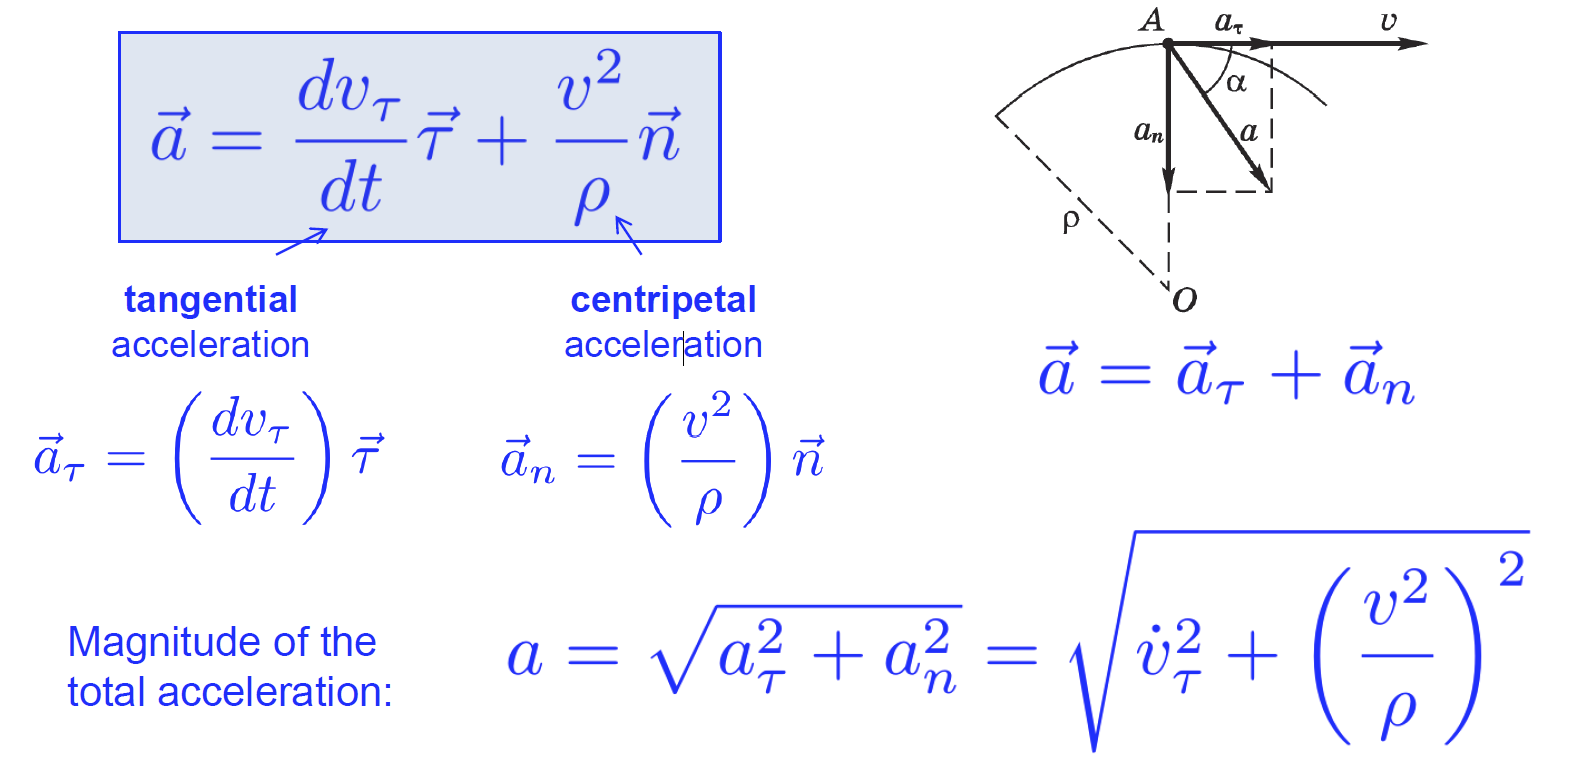 $\vec{a} = \frac{dv_\tau}{dt}\vec{\tau} + \frac{v^2}{\rho}\vec{n}$
tangential
acceleration
centripetal
acceleration
$\vec{a}_\tau = \left(\frac{dv_\tau}{dt}\right)\vec{\tau}$
$\vec{a}_n = \left(\frac{v^2}{\rho}\right)\vec{n}$
A
$a_\tau$
v
α
$a_n$
a
ρ
O
$\vec{a} = \vec{a}_\tau + \vec{a}_n$
Magnitude of the
total acceleration:
$a = \sqrt{a_\tau^2 + a_n^2} = \sqrt{\dot{v}_\tau^2 + \left(\frac{v^2}{\rho}\right)^2}$